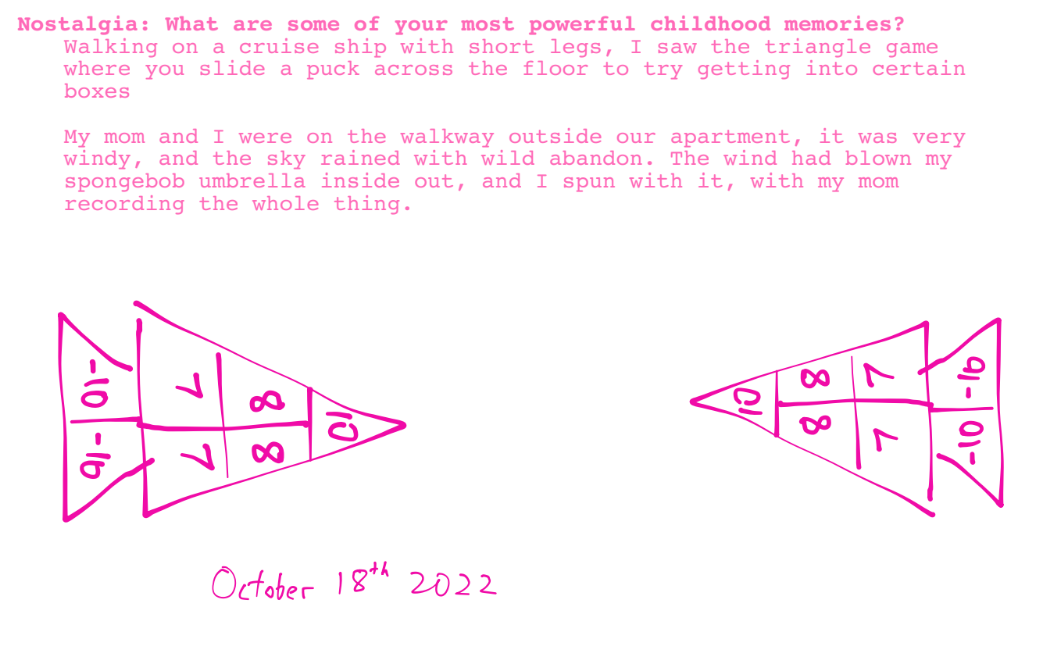 Nostalgia: What are some of your most powerful childhood memories?
Walking on a cruise ship with short legs, I saw the triangle game
where you slide a puck across the floor to try getting into certain
boxes
My mom and I were on the walkway outside our apartment, it was very
windy, and the sky rained with wild abandon. The wind had blown my
spongebob umbrella inside out, and I spun with it, with my mom
recording the whole thing.
-10 7 8 10
-10 7 8
10 8 7 -10
8 7 -10
October 18th 2022